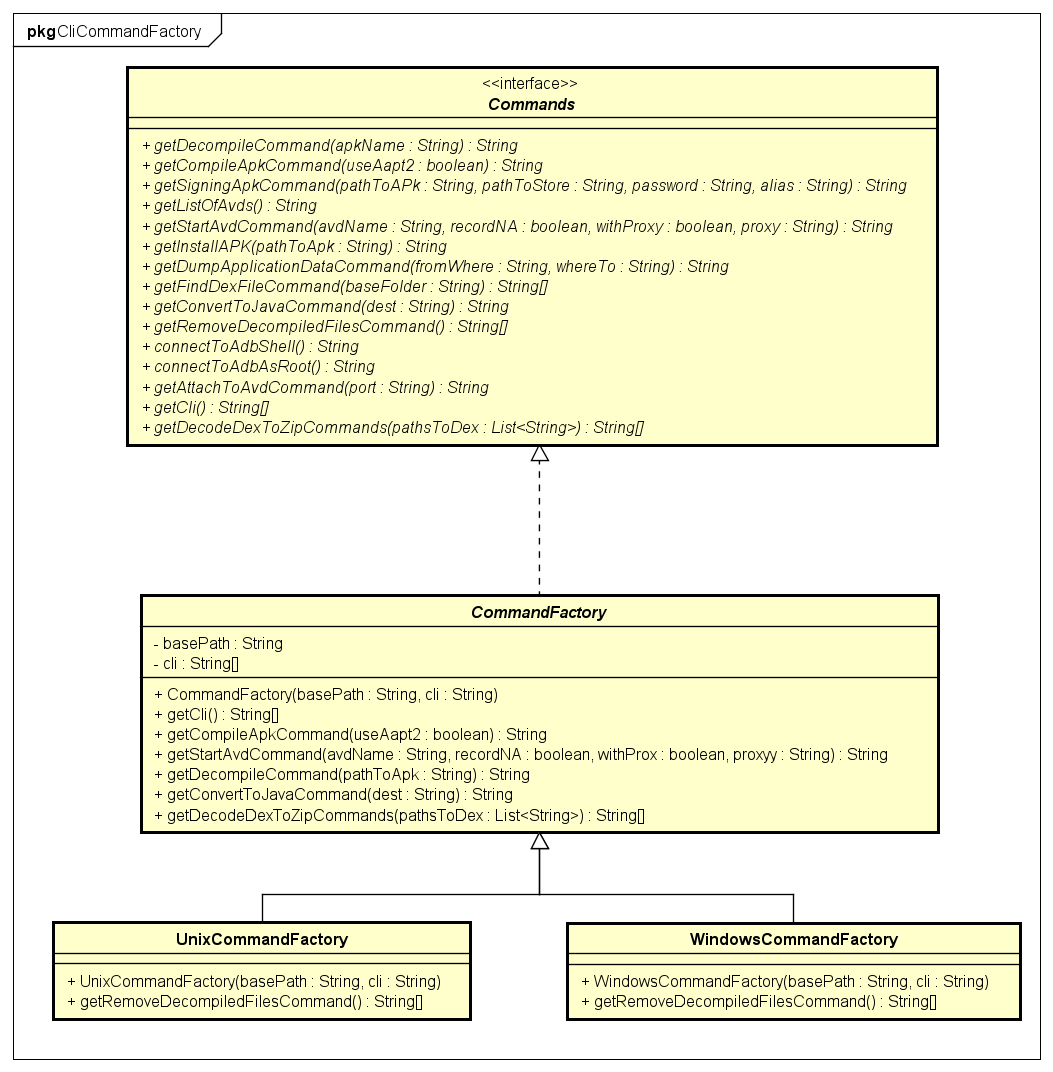 pkg CliCommandFactory
<<interface>>
Commands
+ getDecompileCommand(apkName : String) : String
+ getCompileApkCommand(useAapt2 : boolean) : String
+ getSigningApkCommand(pathToAPk : String, pathToStore : String, password : String, alias : String) : String
+ getListOfAvds() : String
+ getStartAvdCommand(avdName : String, recordNA : boolean, withProxy : boolean, proxy : String) : String
+ getInstallAPK(pathToApk : String) : String
+ getDumpApplicationDataCommand(fromWhere : String, whereTo : String) : String
+ getFindDexFileCommand(baseFolder : String) : String[]
+ getConvertToJavaCommand(dest : String) : String
+ getRemoveDecompiledFilesCommand() : String[]
+ connectToAdbShell() : String
+ connectToAdbAsRoot() : String
+ getAttachToAvdCommand(port : String) : String
+ getCli() : String[]
+ getDecodeDexToZipCommands(pathsToDex : List<String>) : String[]
CommandFactory
- basePath : String
- cli : String[]
+ CommandFactory(basePath : String, cli : String)
+ getCli() : String[]
+ getCompileApkCommand(useAapt2 : boolean) : String
+ getStartAvdCommand(avdName : String, recordNA : boolean, withProx : boolean, proxyy : String) : String
+ getDecompileCommand(pathToApk : String) : String
+ getConvertToJavaCommand(dest : String) : String
+ getDecodeDexToZipCommands(pathsToDex : List<String>) : String[]
UnixCommandFactory
+ UnixCommandFactory(basePath : String, cli : String)
+ getRemoveDecompiledFilesCommand() : String[]
WindowsCommandFactory
+ WindowsCommandFactory(basePath : String, cli : String)
+ getRemoveDecompiledFilesCommand() : String[]